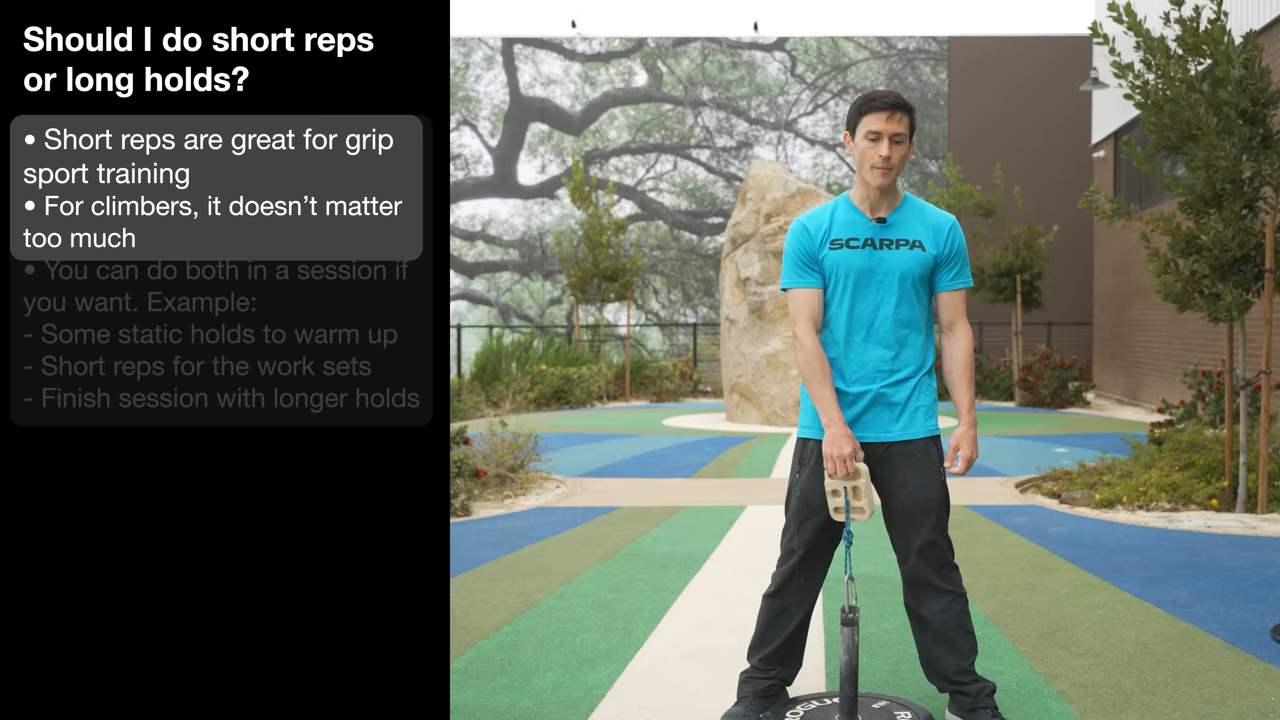 Should I do short reps
or long holds?
• Short reps are great for grip
sport training
• For climbers, it doesn’t matter
too much
• You can do both in a session if
you want. Example:
- Some static holds to warm up
- Short reps for the work sets
- Finish session with longer holds
SCARPA
ROGUE